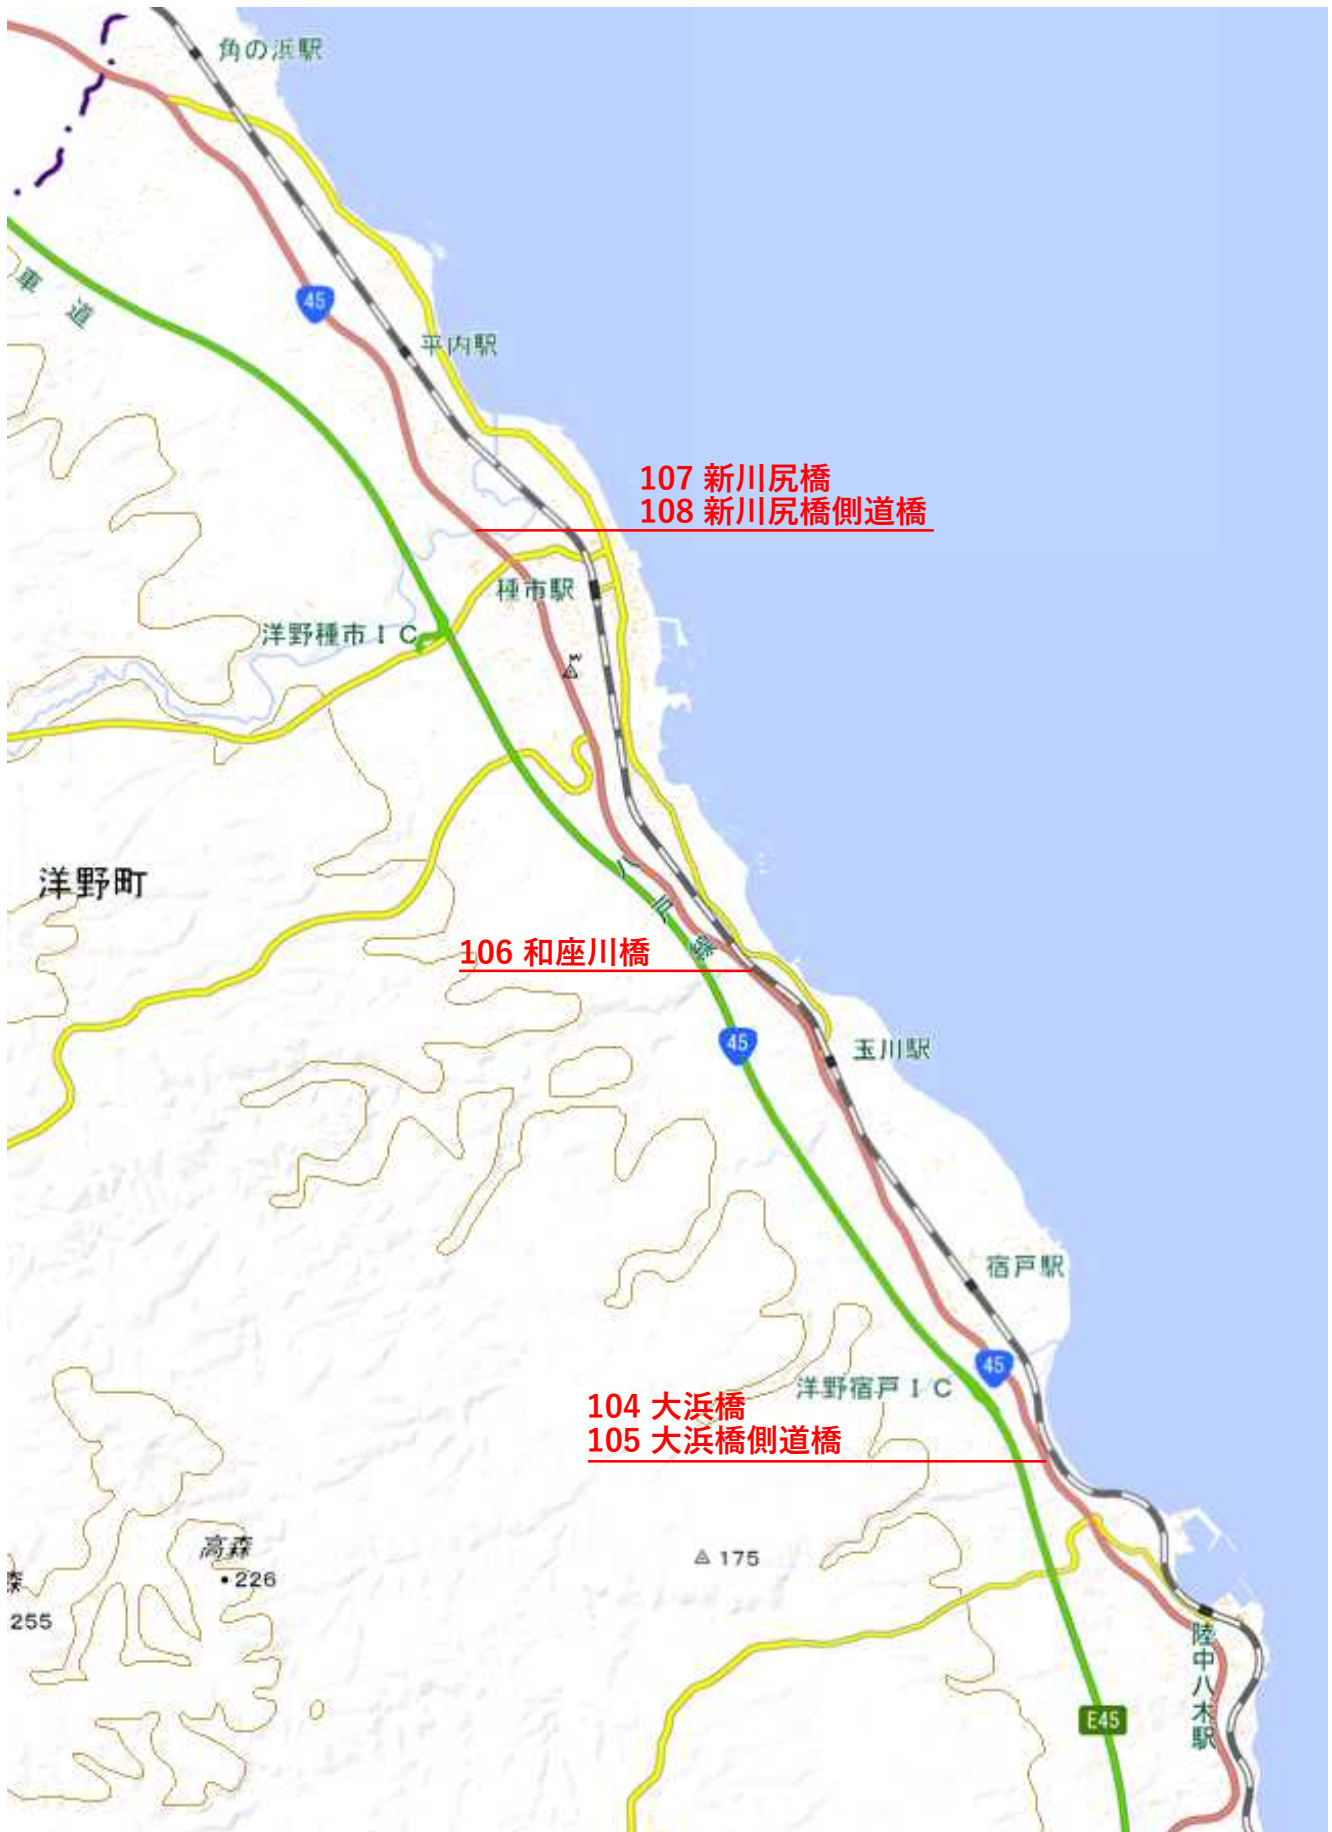 角の浜駅
車道
45
平内駅
107 新川尻橋
108 新川尻橋側道橋
種市駅
洋野種市IC
洋野町
八戸線
106 和座川橋
45
玉川駅
宿戸駅
45
洋野宿戸IC
104 大浜橋
105 大浜橋側道橋
高森
226
175
森
255
陸中八木駅
E45